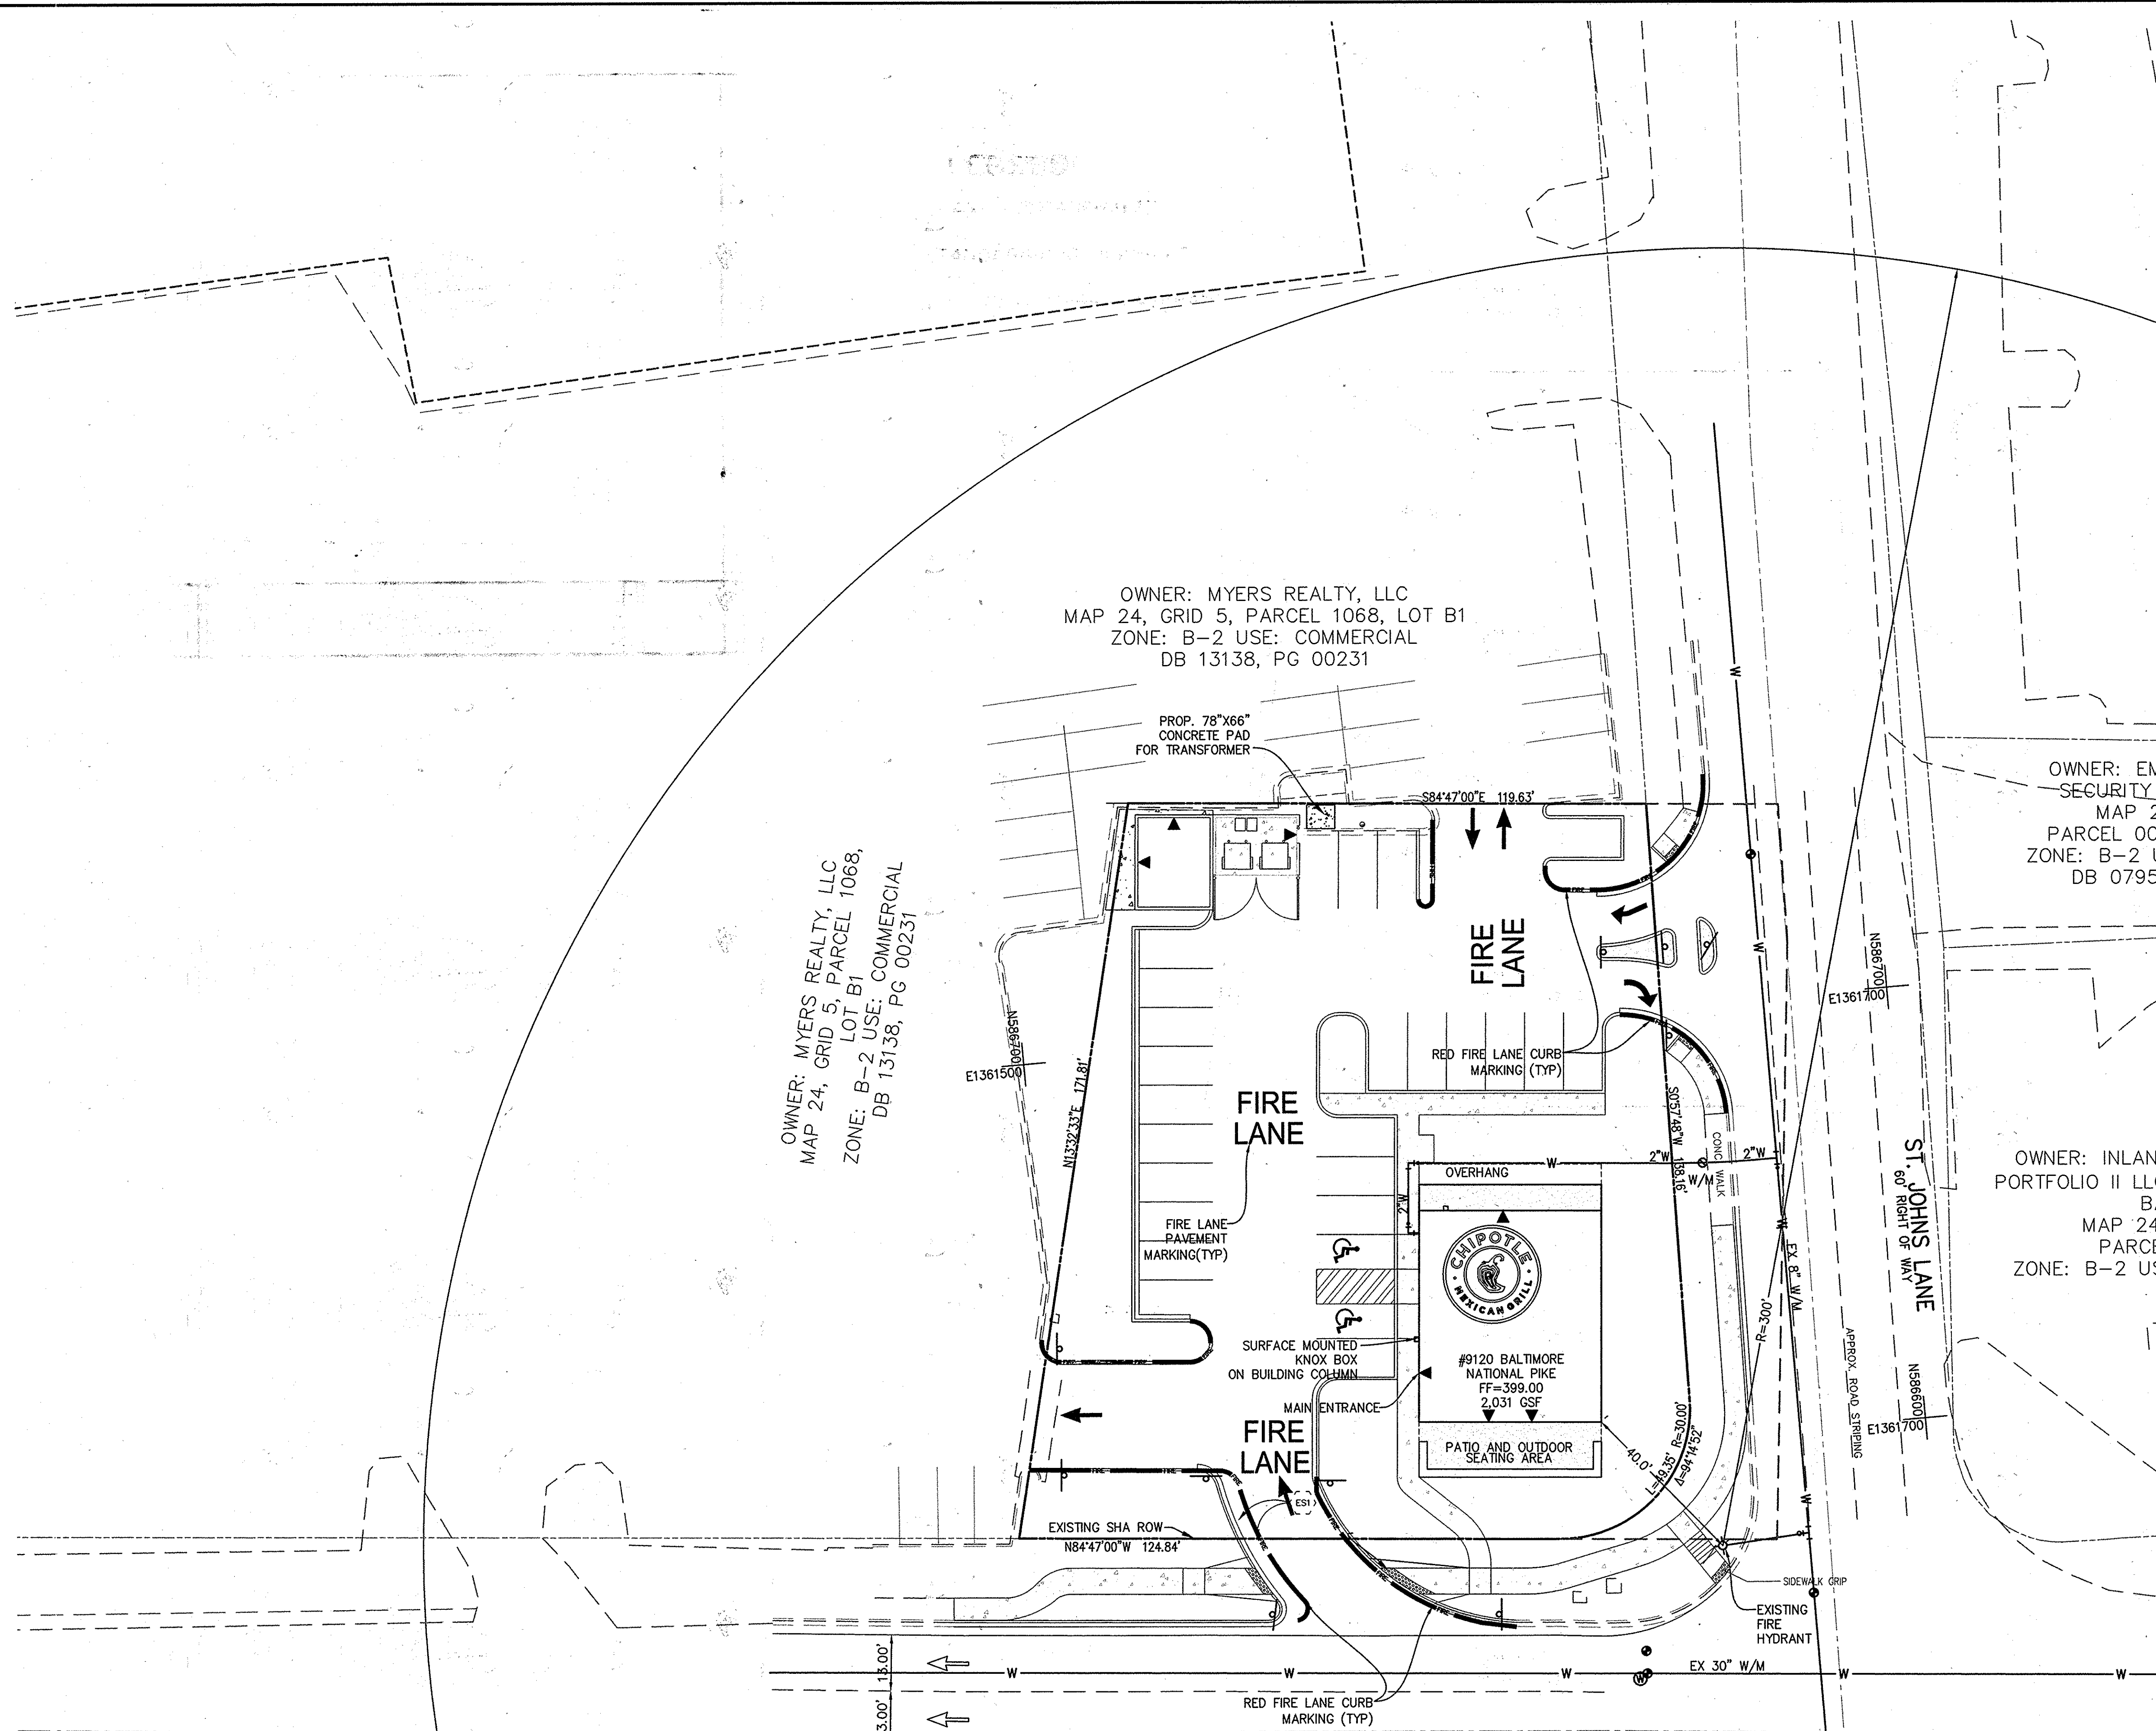 OWNER: MYERS REALTY, LLC
MAP 24, GRID 5, PARCEL 1068, LOT B1
ZONE: B-2 USE: COMMERCIAL
DB 13138, PG 00231
PROP. 78"X66"
CONCRETE PAD
FOR TRANSFORMER
S84°47'00"E 119.63'
OWNER: EM
SECURITY
MAP 2
PARCEL 00
ZONE: B-2 U
DB 0795
OWNER: MYERS REALTY, LLC
MAP 24, GRID 5, PARCEL 1068,
LOT B1
ZONE: B-2 USE: COMMERCIAL
DB 13138, PG 00231
FIRE
LANE
N586700
E1361700
N586700
E1361500
N13°32'33"E 171.81'
RED FIRE LANE CURB
MARKING (TYP)
FIRE
LANE
S0°57'48"W 138.16'
CONC WALK
W
2"W
2"W
W/M
2"W
OVERHANG
ST. JOHNS LANE
60' RIGHT OF WAY
OWNER: INLAN
PORTFOLIO II LLC
BA
MAP 24
PARCE
ZONE: B-2 US
FIRE LANE
PAVEMENT
MARKING(TYP)
CHIPOTLE
MEXICAN GRILL
EX 8" W/M
R=300'
APPROX. ROAD STRIPING
SURFACE MOUNTED
KNOX BOX
ON BUILDING COLUMN
#9120 BALTIMORE
NATIONAL PIKE
FF=399.00
2,031 GSF
MAIN ENTRANCE
N586600
E1361700
FIRE
LANE
PATIO AND OUTDOOR
SEATING AREA
40.0'
L=49.35' R=30.00'
Δ=94°14'52"
ES1
EXISTING SHA ROW
N84°47'00"W 124.84'
SIDEWALK GRIP
EXISTING
FIRE
HYDRANT
13.00'
W
W
W
EX 30" W/M
W
W
3.00'
RED FIRE LANE CURB
MARKING (TYP)